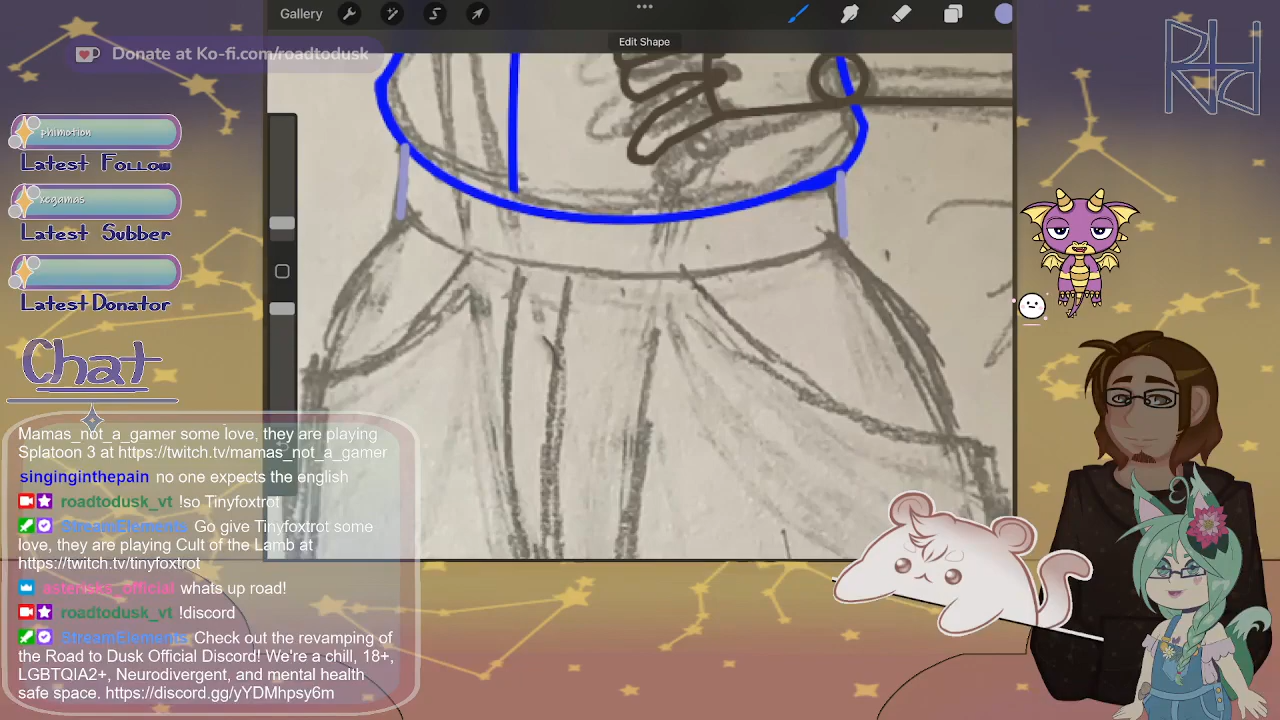 Gallery
Edit Shape
Donate at Ko-fi.com/roadtodusk
phimotion
Latest Follow
xcgamas
Latest Subber
Latest Donator
Chat
Mamas_not_a_gamer some love, they are playing
Splatoon 3 at https://twitch.tv/mamas_not_a_gamer
singinginthepain no one expects the english
roadtodusk_vt !so Tinyfoxtrot
StreamElements Go give Tinyfoxtrot some
love, they are playing Cult of the Lamb at
https://twitch.tv/tinyfoxtrot
asterisks_official whats up road!
roadtodusk_vt !discord
StreamElements Check out the revamping of
the Road to Dusk Official Discord! We're a chill, 18+,
LGBTQIA2+, Neurodivergent, and mental health
safe space. https://discord.gg/yYDMhpsy6m